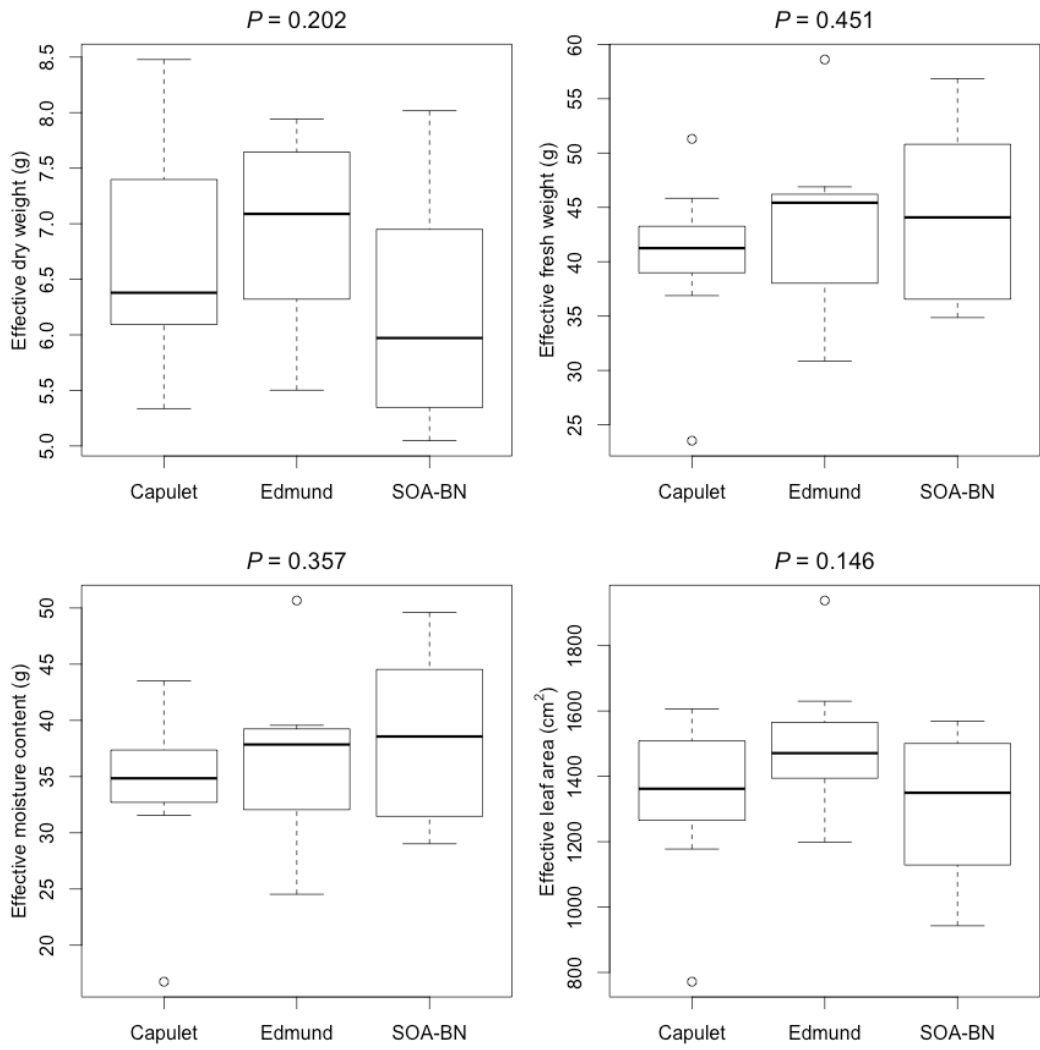 P = 0.202
Effective dry weight (g)
8.5
8.0
7.5
7.0
6.5
6.0
5.5
5.0
Capulet Edmund SOA-BN
P = 0.451
Effective fresh weight (g)
60
55
50
45
40
35
30
25
Capulet Edmund SOA-BN
P = 0.357
Effective moisture content (g)
50
45
40
35
30
25
20
Capulet Edmund SOA-BN
P = 0.146
Effective leaf area (cm²)
1800
1600
1400
1200
1000
800
Capulet Edmund SOA-BN